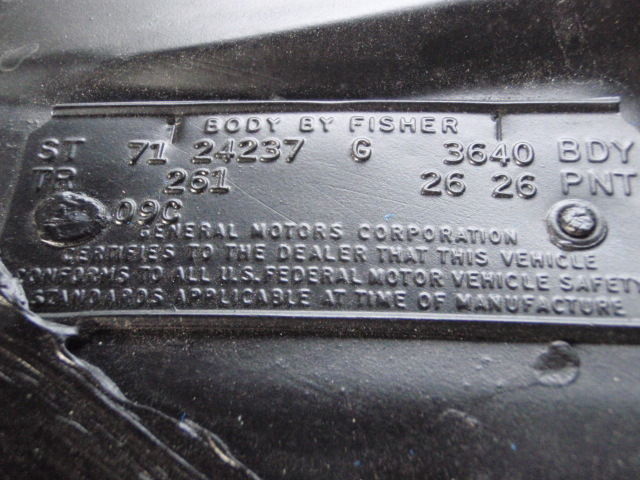 BODY BY FISHER
ST 71 24237 G 3640 BDY
TR 261 26 26 PNT
09C
GENERAL MOTORS CORPORATION
CERTIFIES TO THE DEALER THAT THIS VEHICLE
CONFORMS TO ALL U.S. FEDERAL MOTOR VEHICLE SAFETY
STANDARDS APPLICABLE AT TIME OF MANUFACTURE